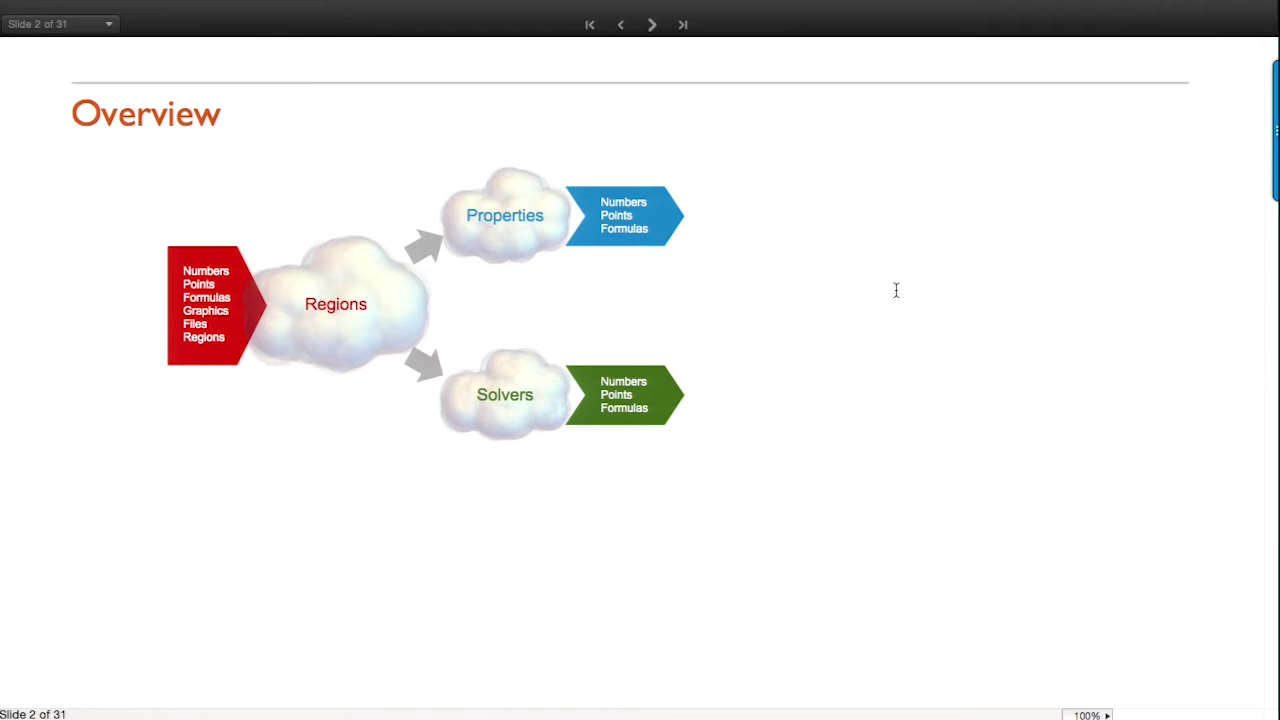 Slide 2 of 31
Overview
Numbers
Points
Formulas
Graphics
Files
Regions
Regions
Properties
Numbers
Points
Formulas
Solvers
Numbers
Points
Formulas
Slide 2 of 31
100%